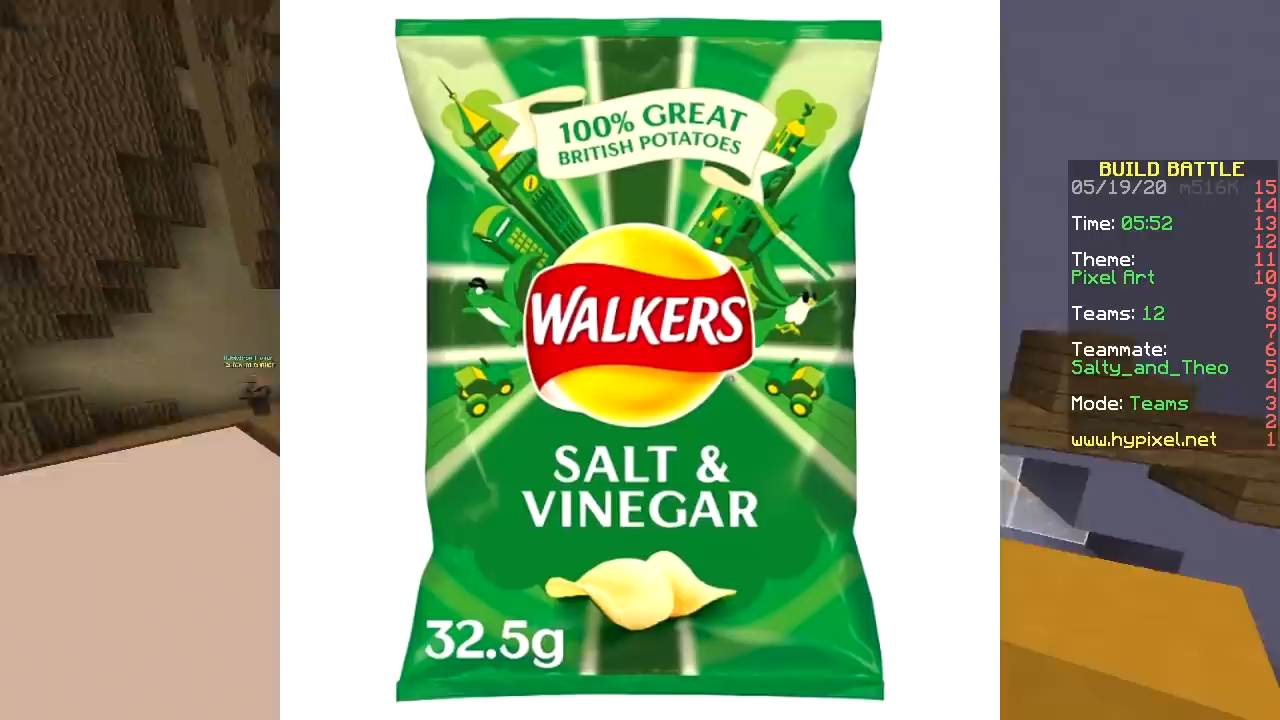 100% GREAT
BRITISH POTATOES
WALKERS
SALT &
VINEGAR
32.5g
BUILD BATTLE
05/19/20 m516K 15
14
Time: 05:52 13
12
Theme: 11
Pixel Art 10
9
Teams: 12 8
7
Teammate: 6
Salty_and_Theo 5
4
Mode: Teams 3
2
www.hypixel.net 1